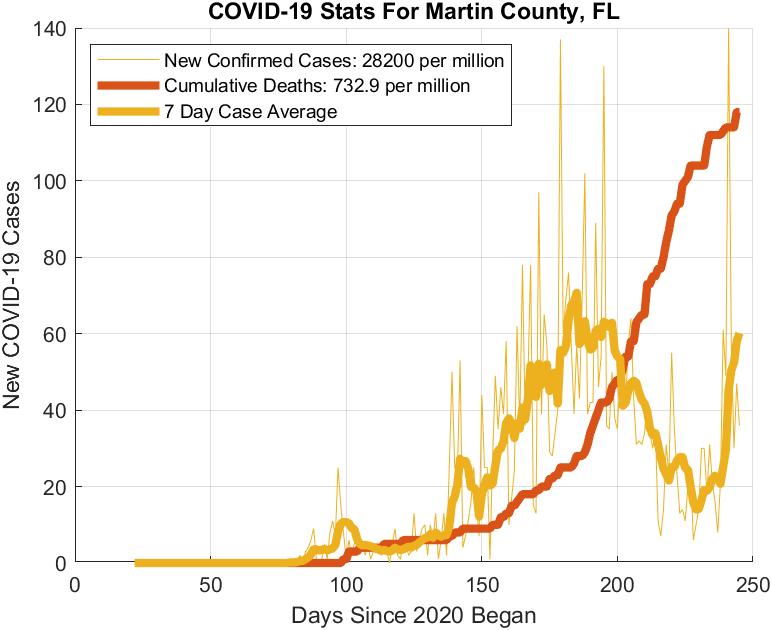 COVID-19 Stats For Martin County, FL
140
120
100
80
60
40
20
0
New COVID-19 Cases
New Confirmed Cases: 28200 per million
Cumulative Deaths: 732.9 per million
7 Day Case Average
0
50
100
150
200
250
Days Since 2020 Began